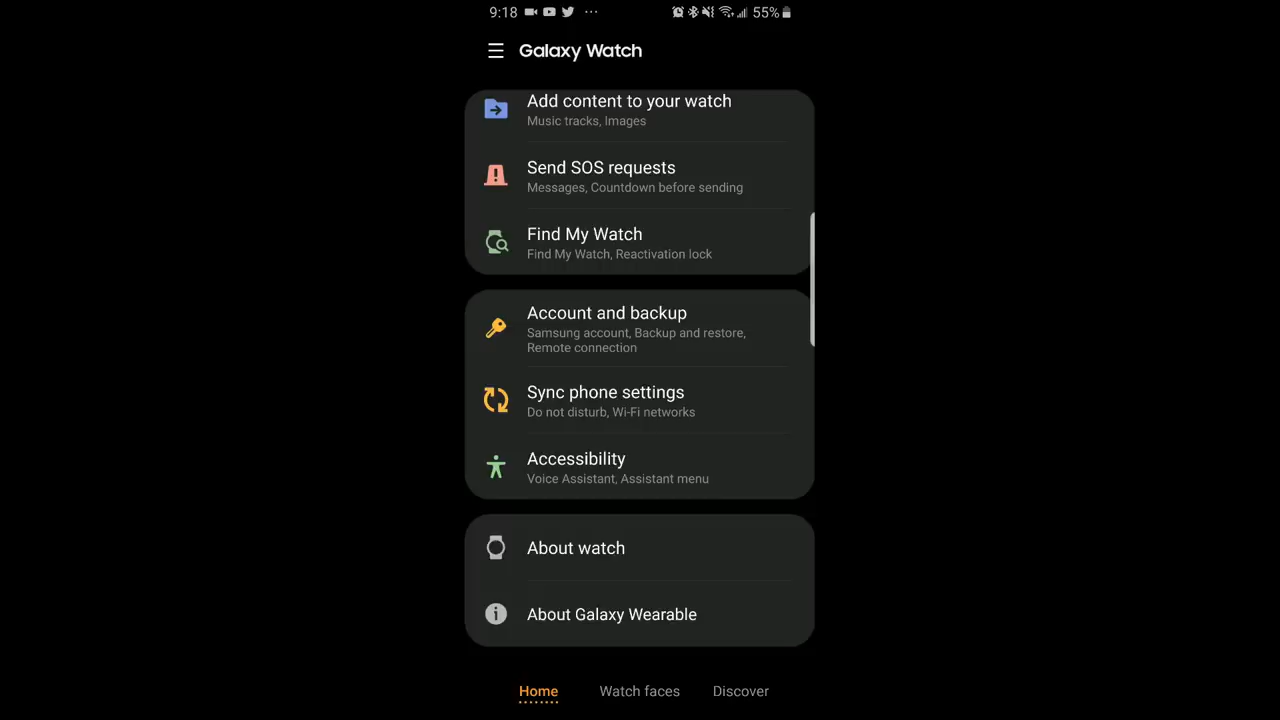 9:18 ... 55%
Galaxy Watch
Add content to your watch
Music tracks, Images
Send SOS requests
Messages, Countdown before sending
Find My Watch
Find My Watch, Reactivation lock
Account and backup
Samsung account, Backup and restore,
Remote connection
Sync phone settings
Do not disturb, Wi-Fi networks
Accessibility
Voice Assistant, Assistant menu
About watch
About Galaxy Wearable
Home Watch faces Discover